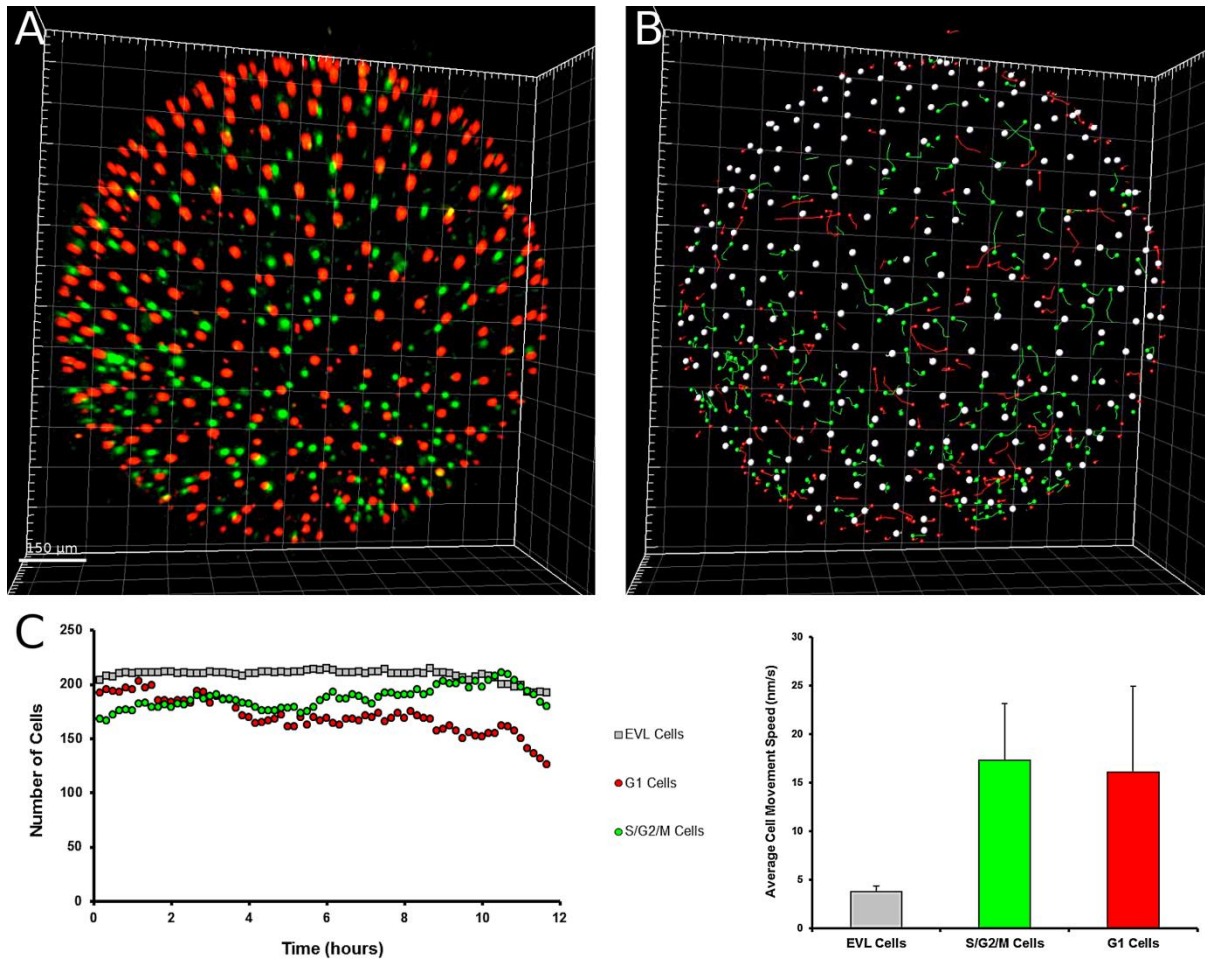 A
B
150 µm
C
250
200
150
100
50
0
Number of Cells
0 2 4 6 8 10 12
Time (hours)
EVL Cells
G1 Cells
S/G2/M Cells
30
25
20
15
10
5
0
Average Cell Movement Speed (nm/s)
EVL Cells S/G2/M Cells G1 Cells